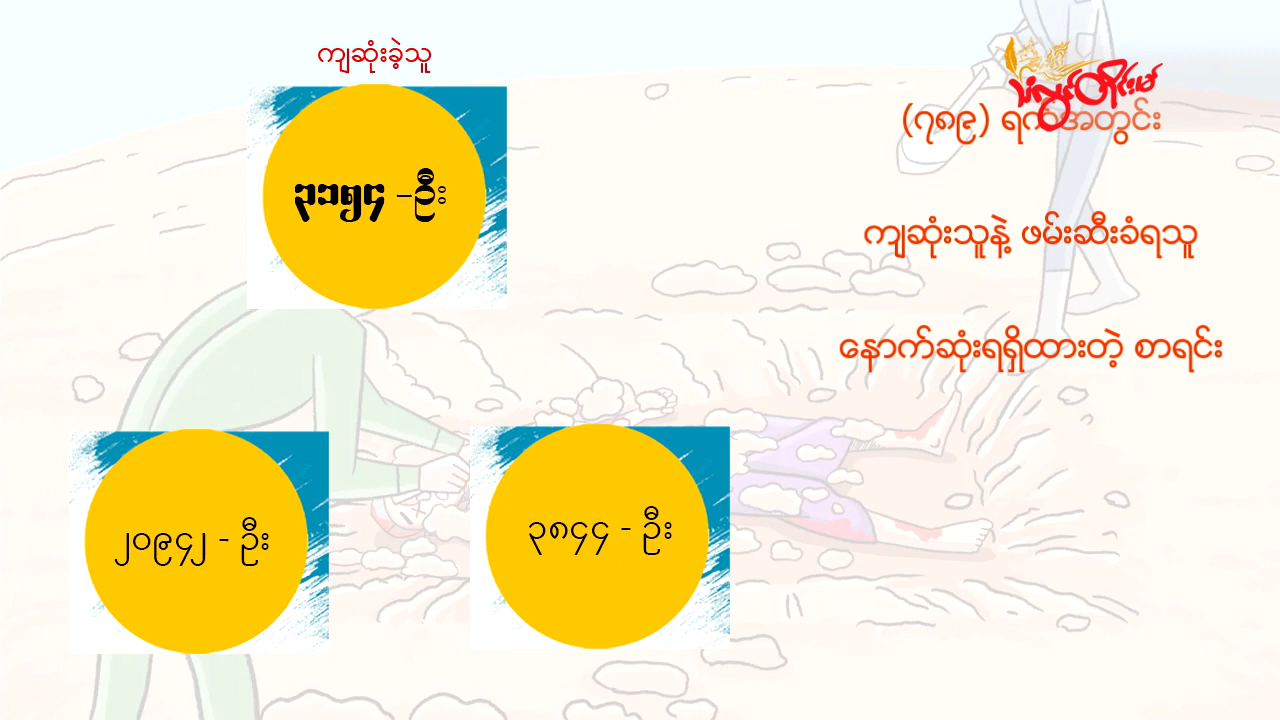 ကျဆုံးခဲ့သူ
၃၁၅၄ –ဦး
(၇၈၉) ရက်အတွင်း
ကျဆုံးသူနဲ့ ဖမ်းဆီးခံရသူ
နောက်ဆုံးရရှိထားတဲ့ စာရင်း
၂၀၉၄၂ - ဦး
၃၈၄၄ - ဦး